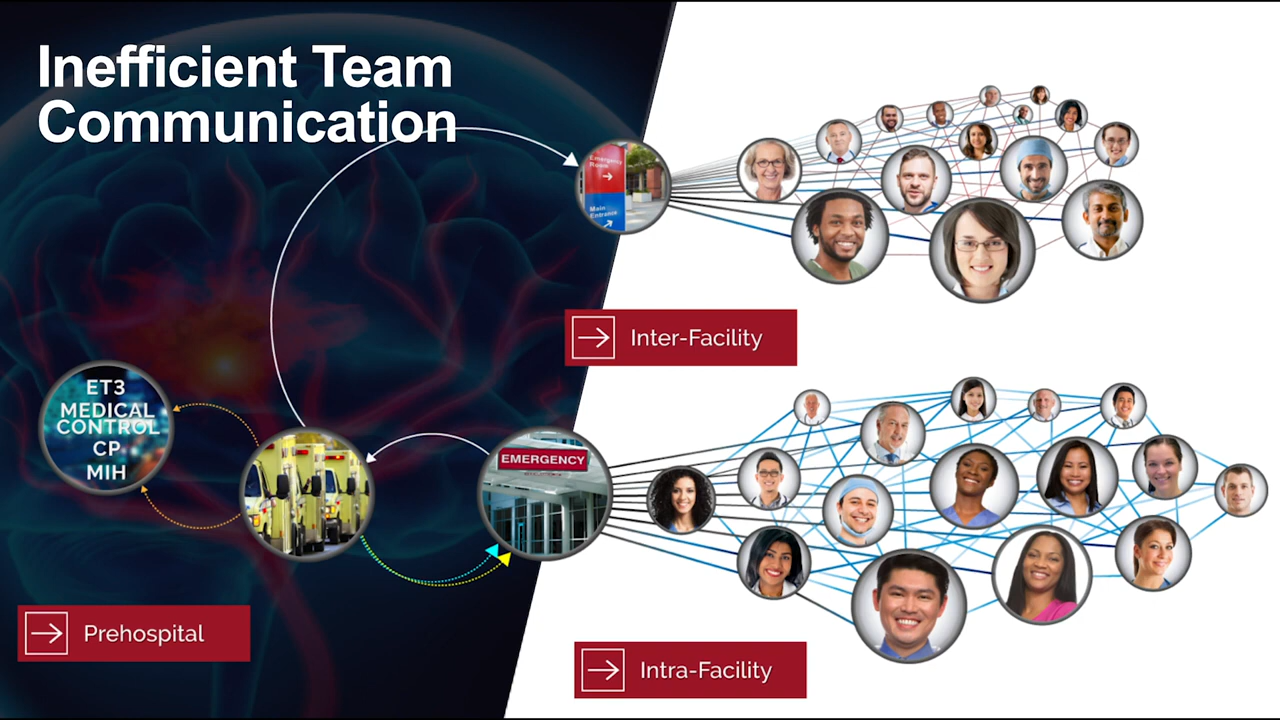 Inefficient Team
Communication
Emergency
Room
Main
Entrance
Inter-Facility
ET3
MEDICAL
CONTROL
CP
MIH
EMERGENCY
Prehospital
Intra-Facility